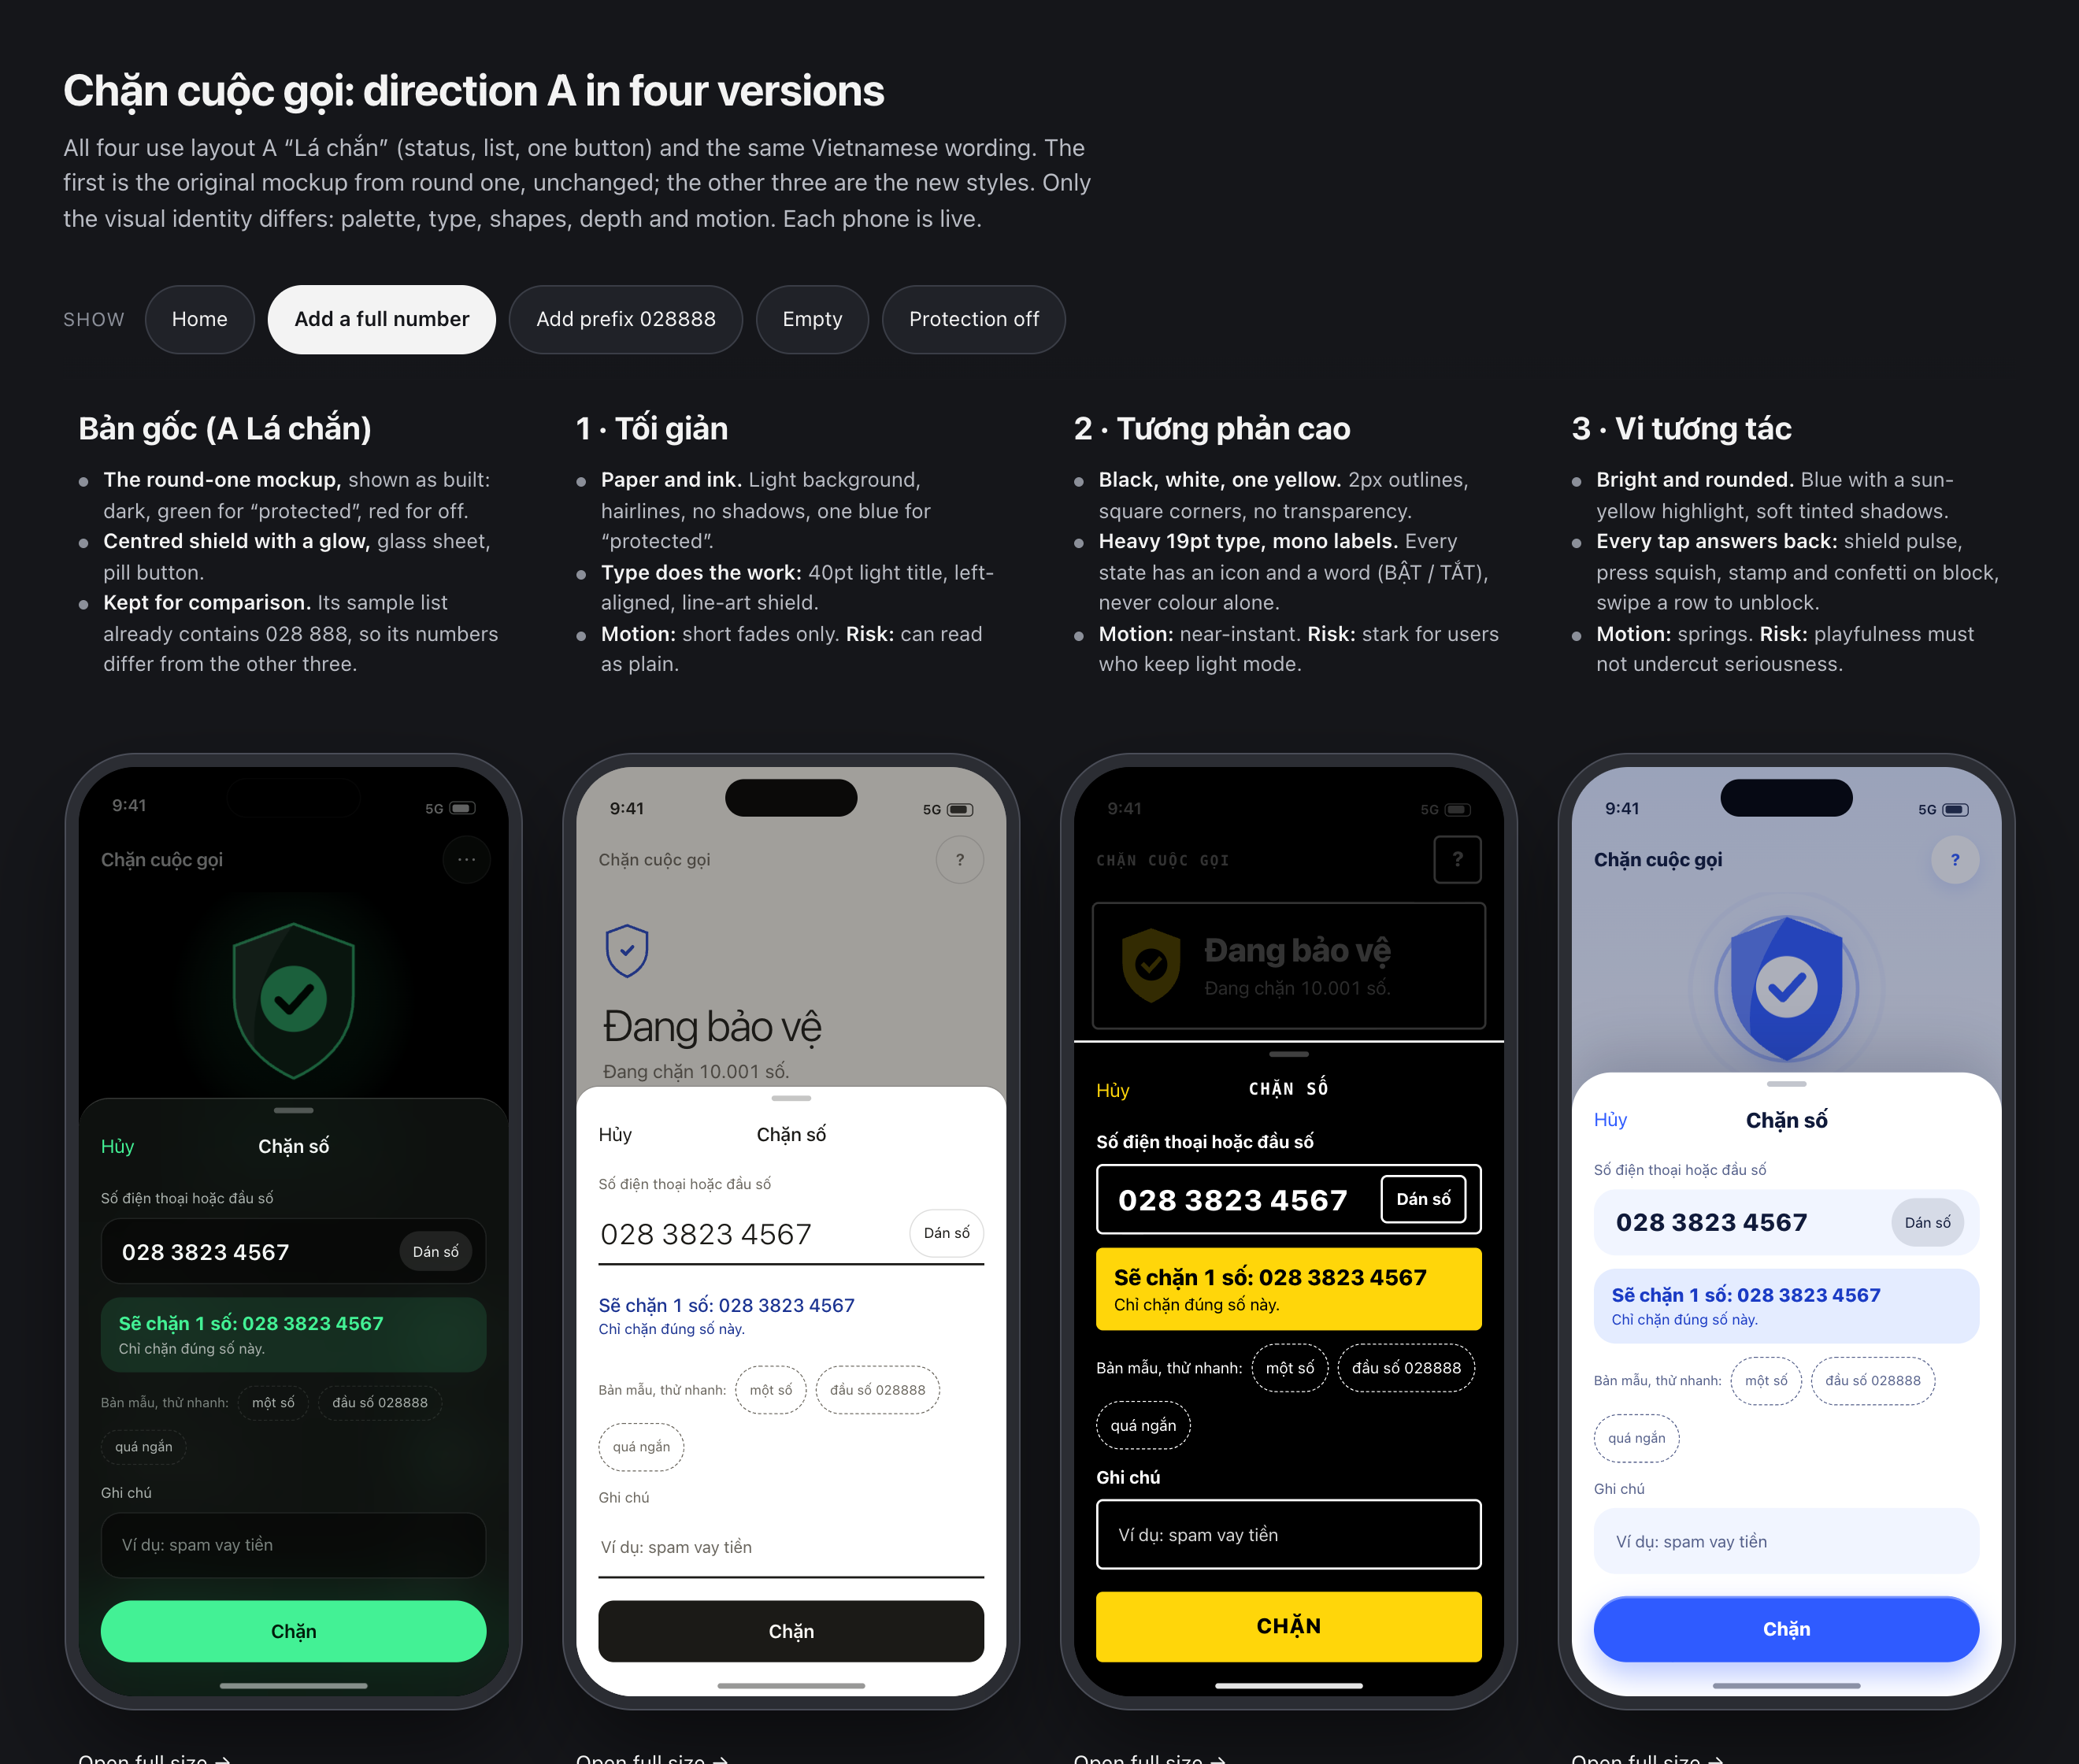 Chặn cuộc gọi: direction A in four versions
All four use layout A “Lá chắn” (status, list, one button) and the same Vietnamese wording. The
first is the original mockup from round one, unchanged; the other three are the new styles. Only
the visual identity differs: palette, type, shapes, depth and motion. Each phone is live.
SHOW
Home
Add a full number
Add prefix 028888
Empty
Protection off
Bản gốc (A Lá chắn)
The round-one mockup, shown as built:
dark, green for “protected”, red for off.
Centred shield with a glow, glass sheet,
pill button.
Kept for comparison. Its sample list
already contains 028 888, so its numbers
differ from the other three.
1 · Tối giản
Paper and ink. Light background,
hairlines, no shadows, one blue for
“protected”.
Type does the work: 40pt light title, left-
aligned, line-art shield.
Motion: short fades only. Risk: can read
as plain.
2 · Tương phản cao
Black, white, one yellow. 2px outlines,
square corners, no transparency.
Heavy 19pt type, mono labels. Every
state has an icon and a word (BẬT / TẮT),
never colour alone.
Motion: near-instant. Risk: stark for users
who keep light mode.
3 · Vi tương tác
Bright and rounded. Blue with a sun-
yellow highlight, soft tinted shadows.
Every tap answers back: shield pulse,
press squish, stamp and confetti on block,
swipe a row to unblock.
Motion: springs. Risk: playfulness must
not undercut seriousness.
9:41
5G
Chặn cuộc gọi
Hủy
Chặn số
Số điện thoại hoặc đầu số
028 3823 4567
Dán số
Sẽ chặn 1 số: 028 3823 4567
Chỉ chặn đúng số này.
Bản mẫu, thử nhanh:
một số
đầu số 028888
quá ngắn
Ghi chú
Ví dụ: spam vay tiền
Chặn
Open full size →
9:41
5G
Chặn cuộc gọi
?
Đang bảo vệ
Đang chặn 10.001 số.
Hủy
Chặn số
Số điện thoại hoặc đầu số
028 3823 4567
Dán số
Sẽ chặn 1 số: 028 3823 4567
Chỉ chặn đúng số này.
Bản mẫu, thử nhanh:
một số
đầu số 028888
quá ngắn
Ghi chú
Ví dụ: spam vay tiền
Chặn
Open full size →
9:41
5G
CHẶN CUỘC GỌI
?
Đang bảo vệ
Đang chặn 10.001 số.
Hủy
CHẶN SỐ
Số điện thoại hoặc đầu số
028 3823 4567
Dán số
Sẽ chặn 1 số: 028 3823 4567
Chỉ chặn đúng số này.
Bản mẫu, thử nhanh:
một số
đầu số 028888
quá ngắn
Ghi chú
Ví dụ: spam vay tiền
CHẶN
Open full size →
9:41
5G
Chặn cuộc gọi
?
Hủy
Chặn số
Số điện thoại hoặc đầu số
028 3823 4567
Dán số
Sẽ chặn 1 số: 028 3823 4567
Chỉ chặn đúng số này.
Bản mẫu, thử nhanh:
một số
đầu số 028888
quá ngắn
Ghi chú
Ví dụ: spam vay tiền
Chặn
Open full size →